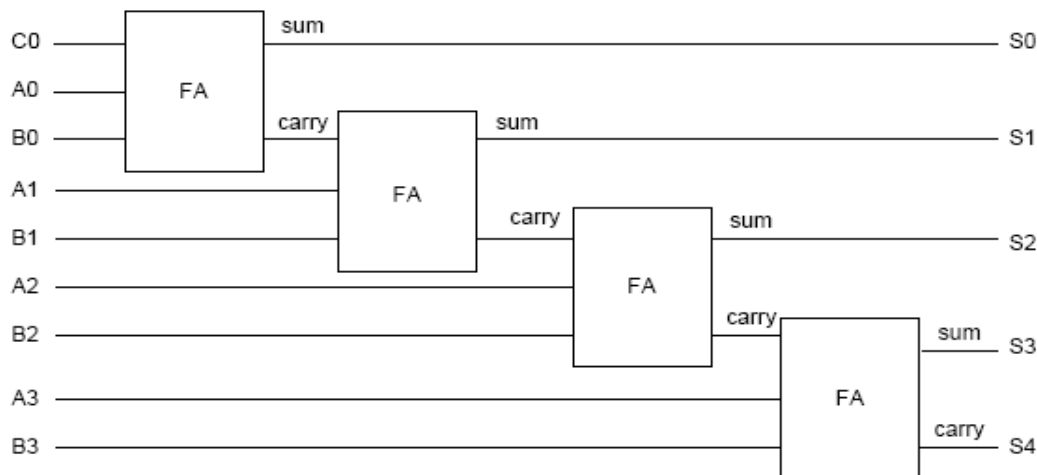 C0 sum S0
A0 FA
B0 carry sum S1
A1 FA
B1 carry sum S2
A2 FA
B2 carry sum S3
A3 FA
B3 carry S4